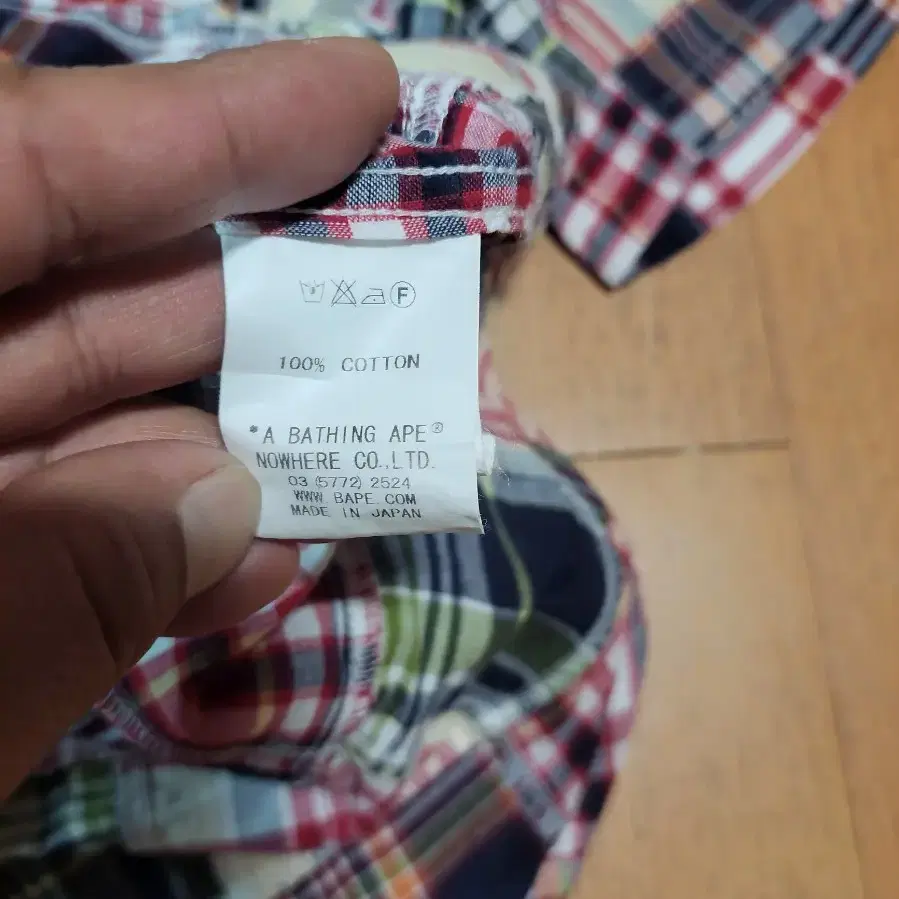 F
100% COTTON
*A BATHING APE®
NOWHERE CO.,LTD.
03 (5772) 2524
WWW.BAPE.COM
MADE IN JAPAN